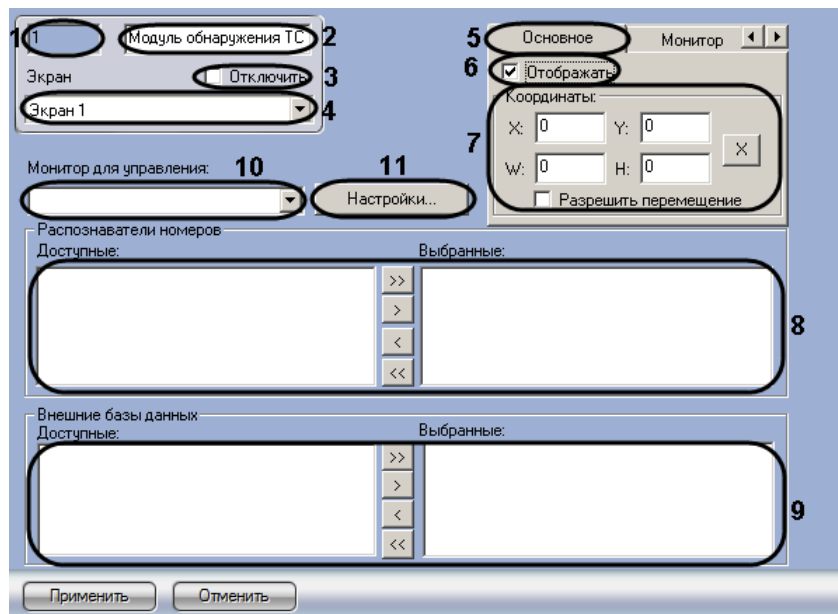 1 1 Модуль обнаружения ТС 2
Экран Отключить 3
Экран 1 4
5 Основное Монитор
6 Отображать
Координаты:
7 X: 0 Y: 0 X
W: 0 H: 0
Разрешить перемещение
Монитор для управления: 10 11
Настройки...
Распознаватели номеров
Доступные: Выбранные:
>>
>
<
<<
8
Внешние базы данных
Доступные: Выбранные:
>>
>
<
<<
9
Применить Отменить